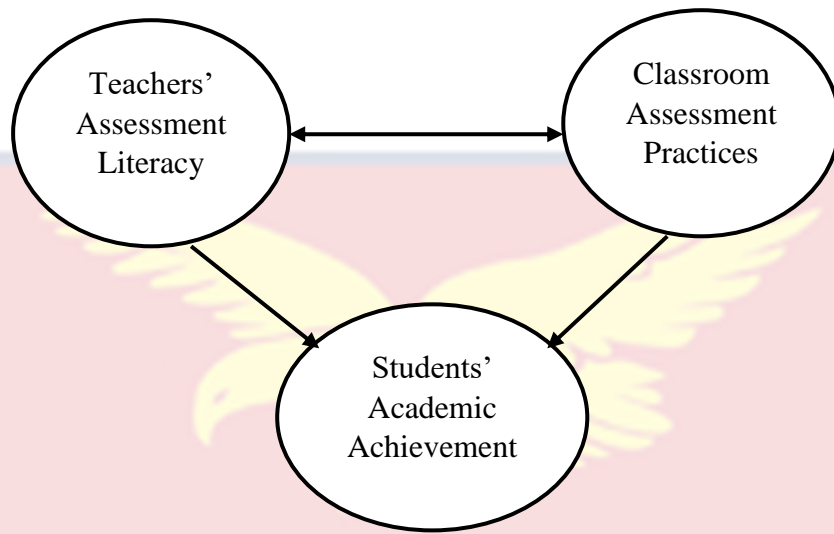 Teachers’
Assessment
Literacy
Classroom
Assessment
Practices
Students’
Academic
Achievement